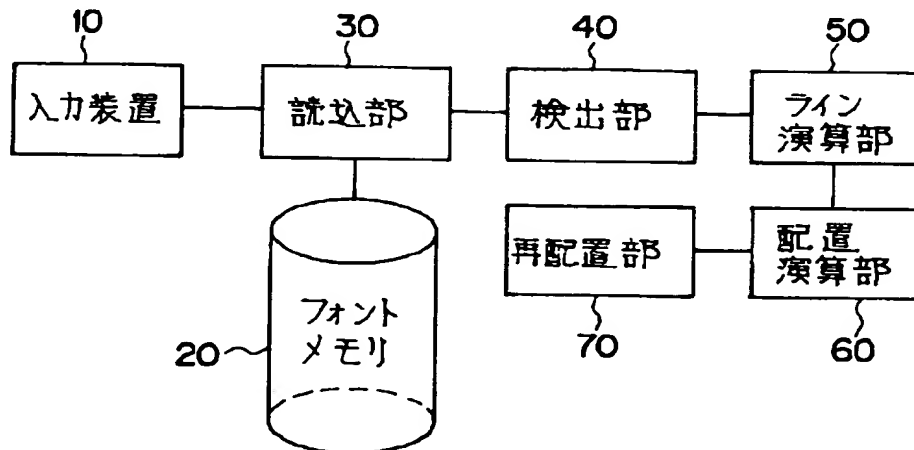 10
30
40
50
入力装置
読込部
検出部
ライン
演算部
再配置部
配置
演算部
フォント
メモリ
20
70
60